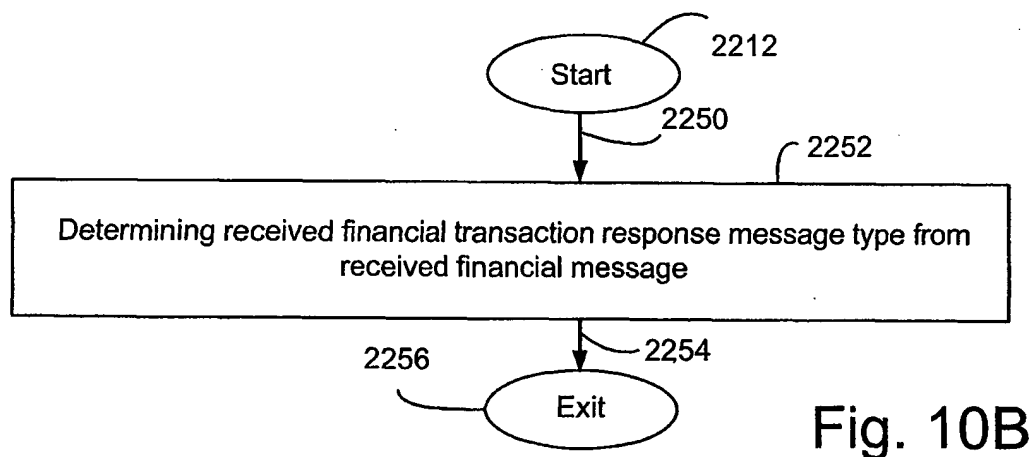 2212
Start
2250
2252
Determining received financial transaction response message type from
received financial message
2254
2256
Exit
Fig. 10B